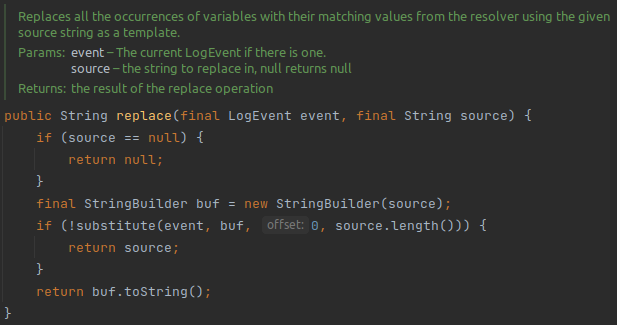 Replaces all the occurrences of variables with their matching values from the resolver using the given
source string as a template.
Params: event – The current LogEvent if there is one.
source – the string to replace in, null returns null
Returns: the result of the replace operation
public String replace(final LogEvent event, final String source) {
    if (source == null) {
        return null;
    }
    final StringBuilder buf = new StringBuilder(source);
    if (!substitute(event, buf, offset: 0, source.length())) {
        return source;
    }
    return buf.toString();
}